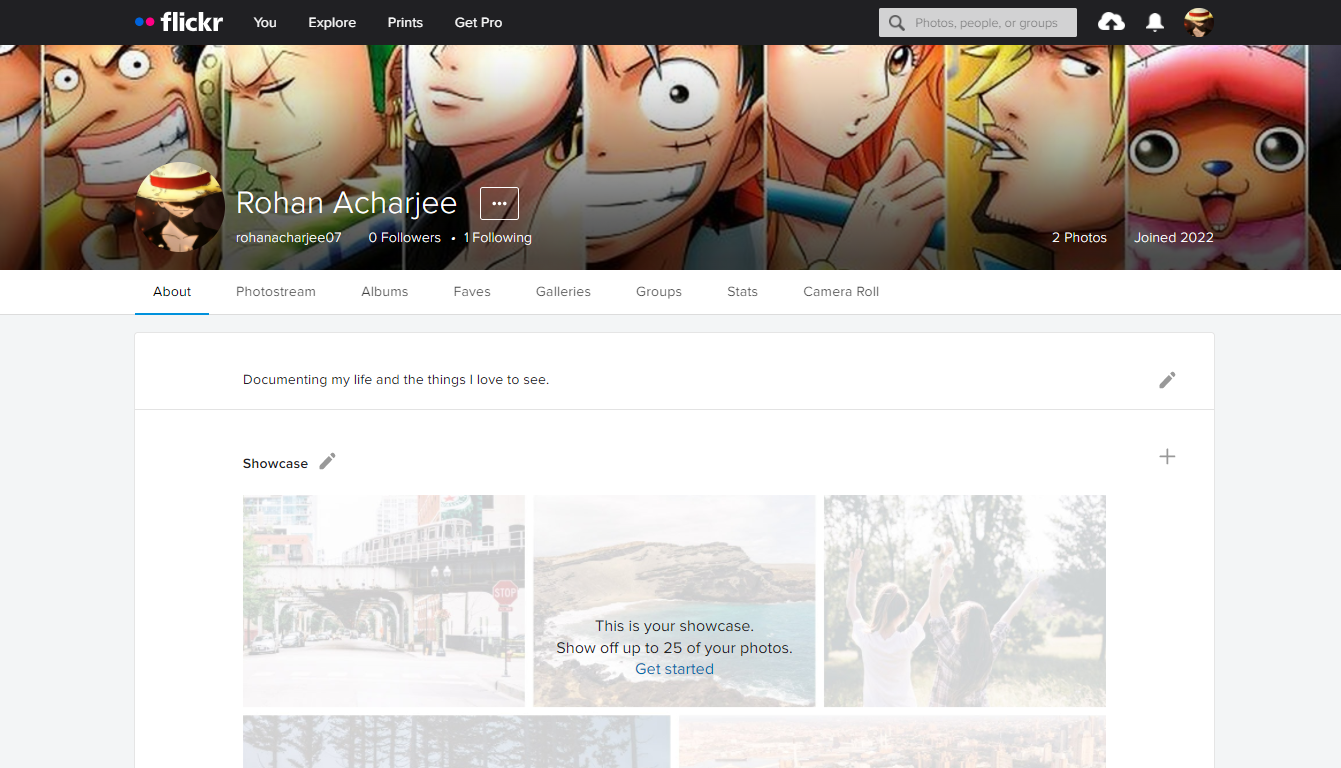 flickr You Explore Prints Get Pro Photos, people, or groups
Rohan Acharjee
rohanacharjee07 0 Followers • 1 Following 2 Photos Joined 2022
About Photostream Albums Faves Galleries Groups Stats Camera Roll
Documenting my life and the things I love to see.
Showcase
STOP
This is your showcase.
Show off up to 25 of your photos.
Get started